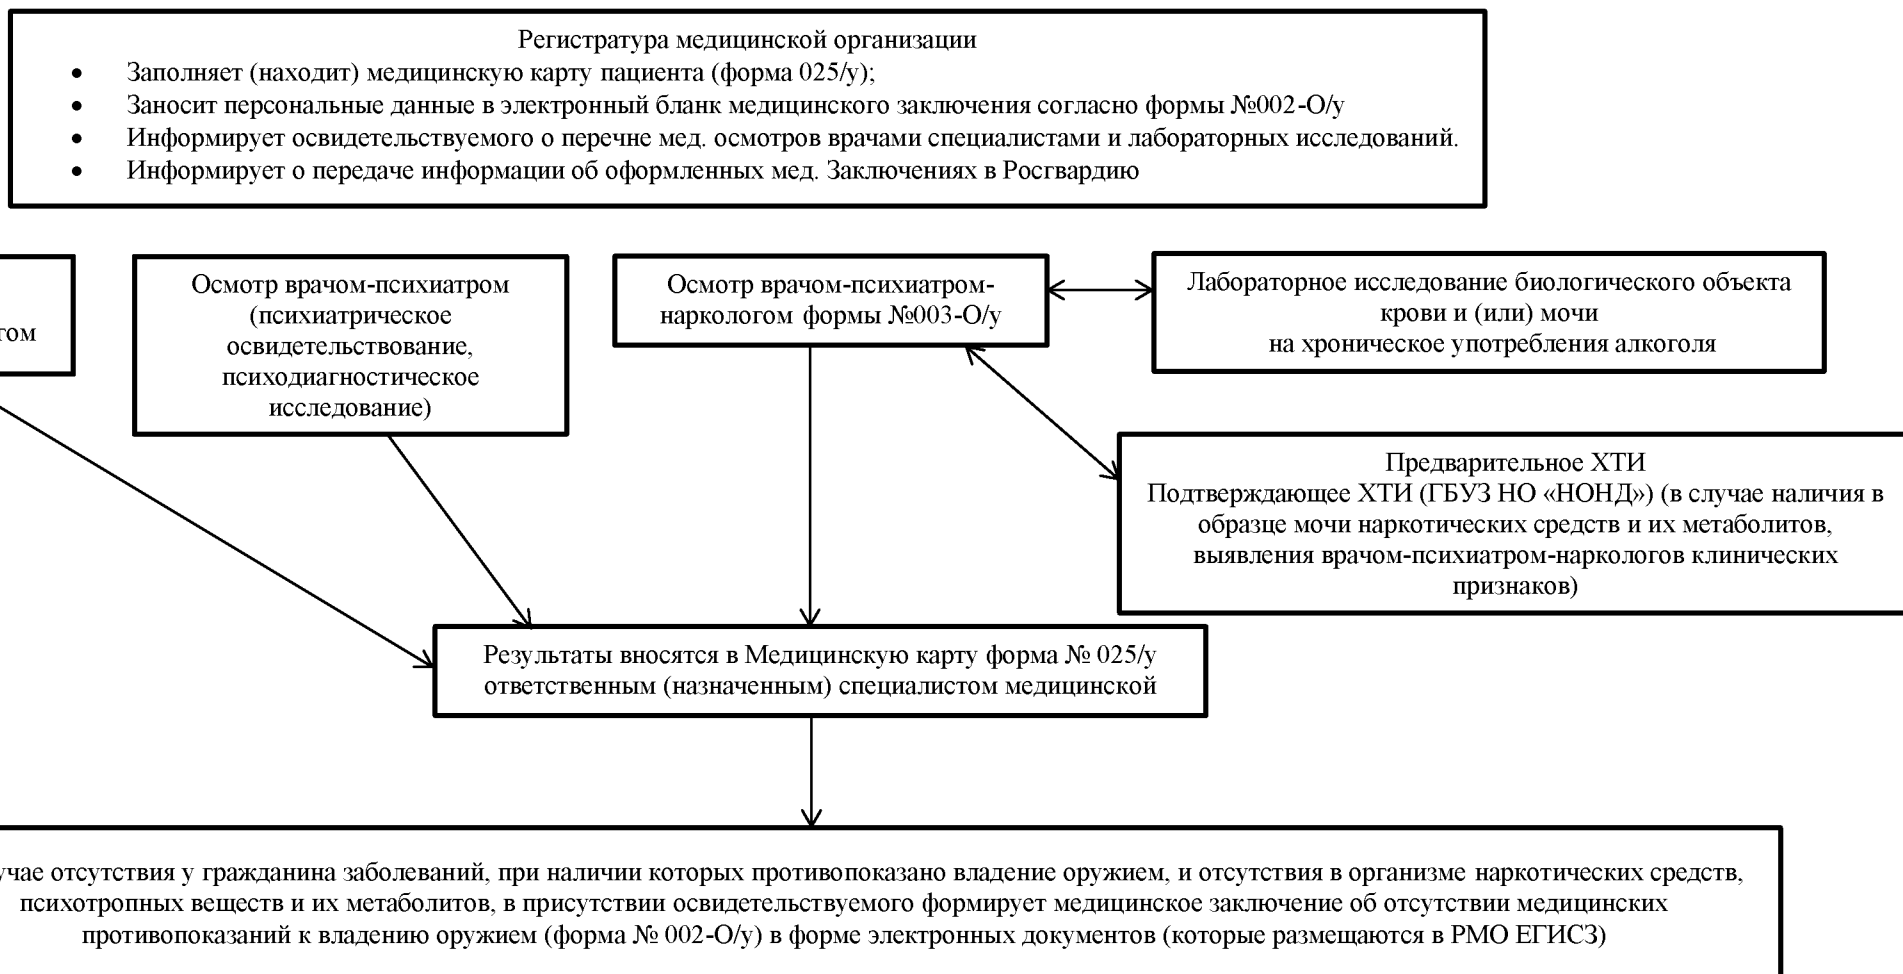 Регистратура медицинской организации
• Заполняет (находит) медицинскую карту пациента (форма 025/у);
• Заносит персональные данные в электронный бланк медицинского заключения согласно формы №002-О/у
• Информирует освидетельствуемого о перечне мед. осмотров врачами специалистами и лабораторных исследований.
• Информирует о передаче информации об оформленных мед. Заключениях в Росгвардию
гом
Осмотр врачом-психиатром
(психиатрическое
освидетельствование,
психодиагностическое
исследование)
Осмотр врачом-психиатром-
наркологом формы №003-О/у
Лабораторное исследование биологического объекта
крови и (или) мочи
на хроническое употребления алкоголя
Предварительное ХТИ
Подтверждающее ХТИ (ГБУЗ НО «НОНД») (в случае наличия в
образце мочи наркотических средств и их метаболитов,
выявления врачом-психиатром-наркологов клинических
признаков)
Результаты вносятся в Медицинскую карту форма № 025/у
ответственным (назначенным) специалистом медицинской
учае отсутствия у гражданина заболеваний, при наличии которых противопоказано владение оружием, и отсутствия в организме наркотических средств,
психотропных веществ и их метаболитов, в присутствии освидетельствуемого формирует медицинское заключение об отсутствии медицинских
противопоказаний к владению оружием (форма № 002-О/у) в форме электронных документов (которые размещаются в РМО ЕГИСЗ)